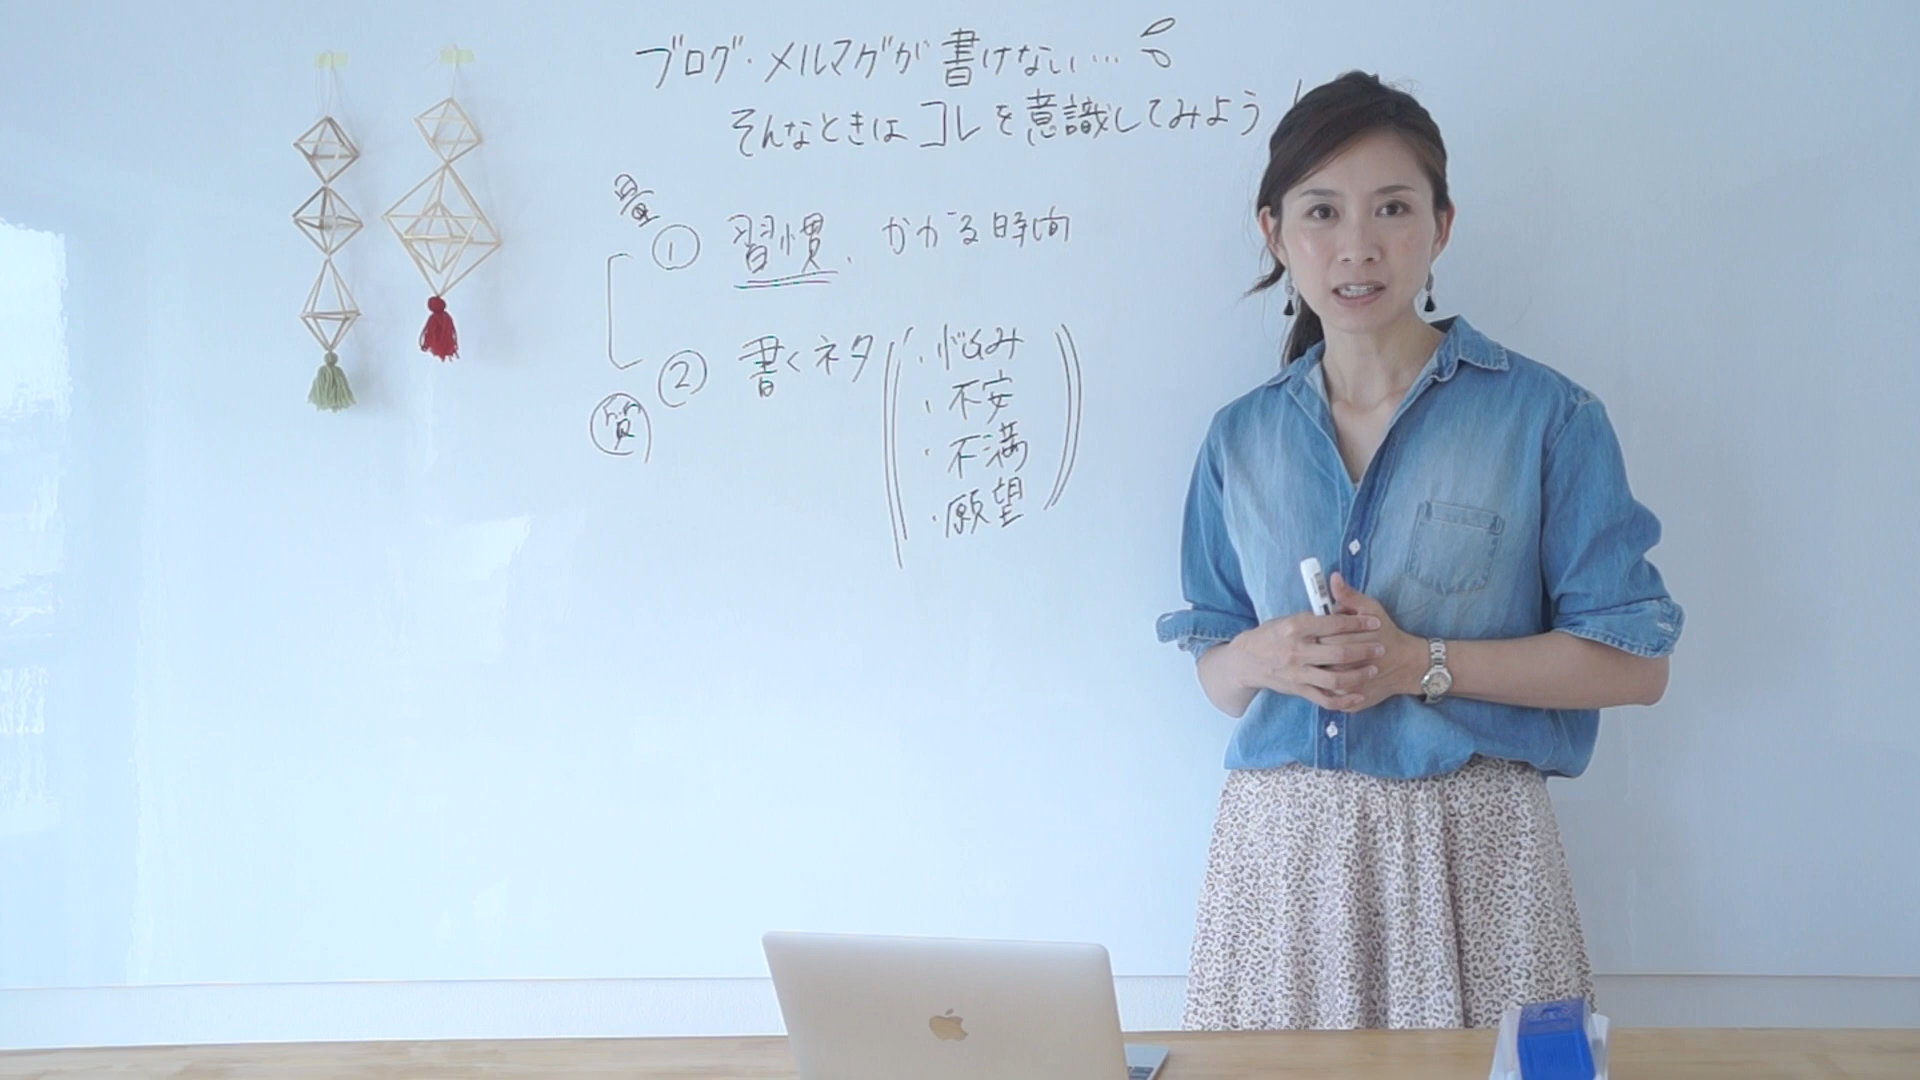 ブログ・メルマガが書けない…
そんなときはコレを意識してみよう!
量
① 習慣、かかる時間
② 書くネタ
・悩み
・不安
・不満
・願望
質